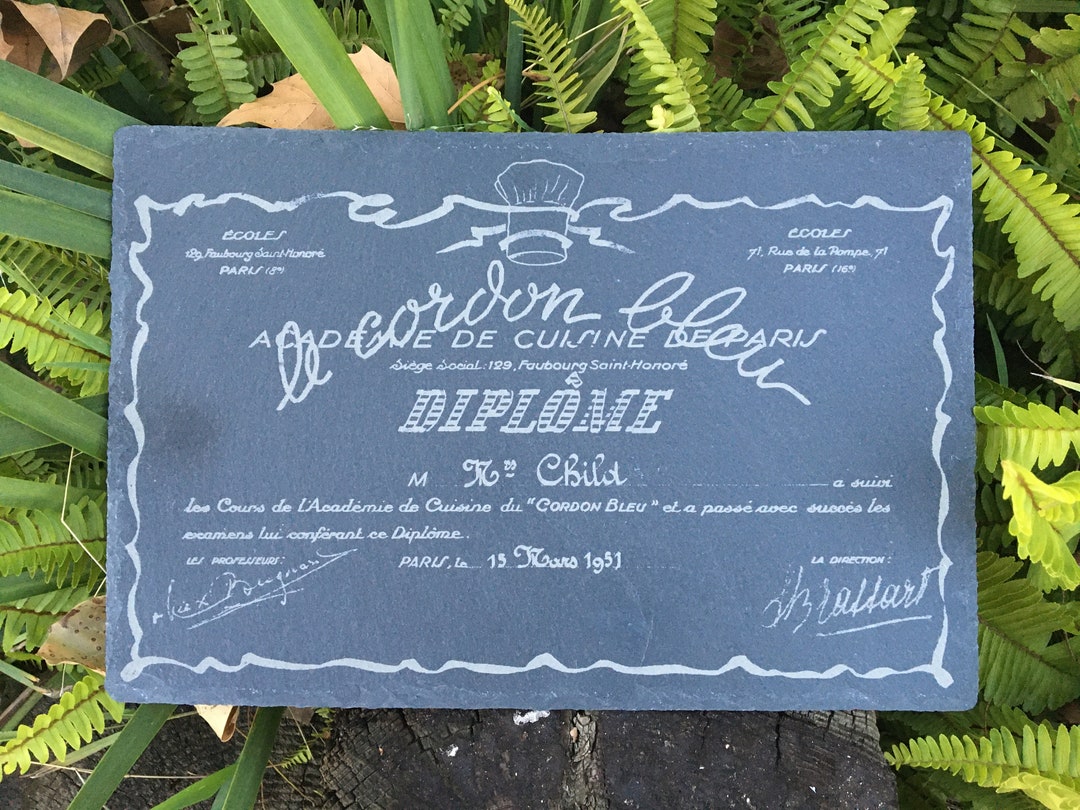 ÉCOLES
129, Faubourg Saint-Honoré
PARIS (8e)
ÉCOLES
71, Rue de la Pompe, 71
PARIS (16e)
le cordon bleu
ACADÉMIE DE CUISINE DE PARIS
Siège Social : 129, Faubourg Saint-Honoré
DIPLÔME
M Mrs Child a suivi
les Cours de l'Académie de Cuisine du "CORDON BLEU" et a passé avec succès les
examens lui conférant ce Diplôme.
LES PROFESSEURS :
PARIS, le 15 Mars 1951
LA DIRECTION :
Max Bugnard
Brassart